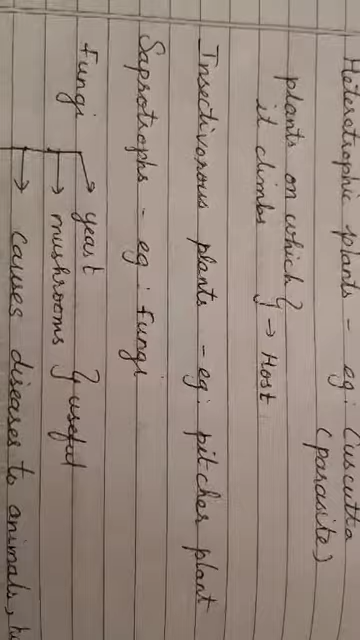 Heterotrophic plants - eg: Cuscutta
(parasite)
plants on which } → Host
it climbs
Insectivorous plants - eg: pitcher plant
Saprotrophs - eg: fungi
Fungi → yeast
→ mushrooms } useful
→ causes diseases to animals,